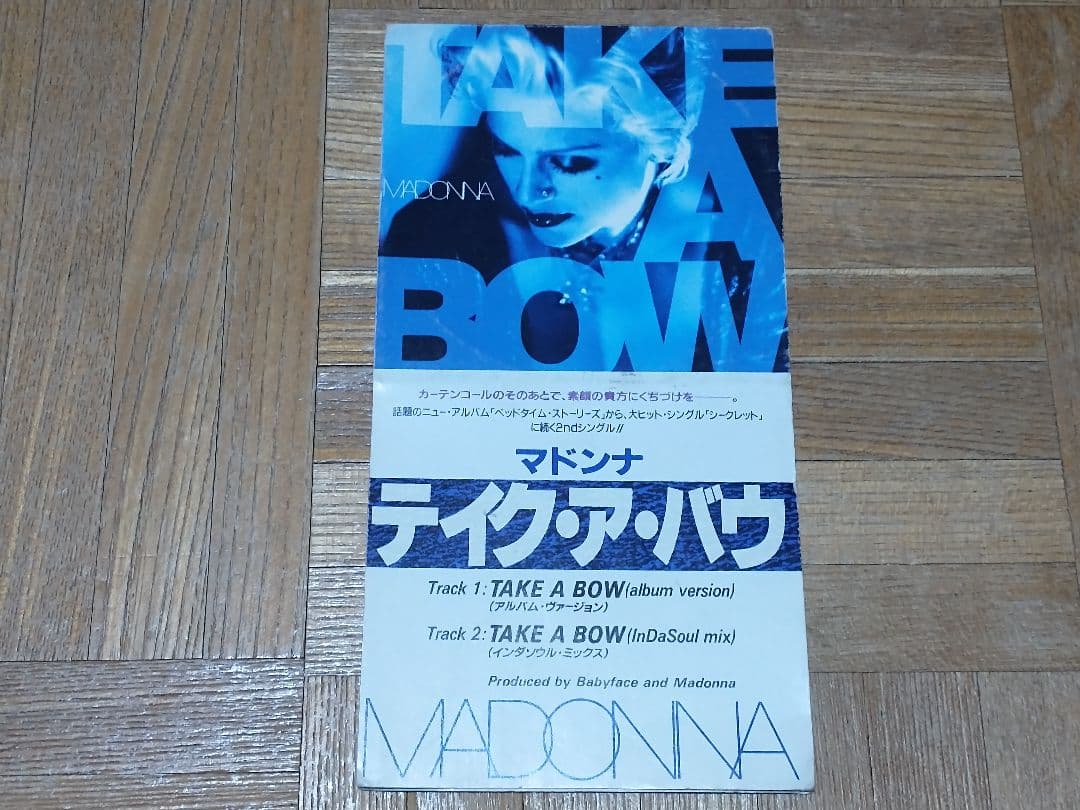 TAKE
A
MADONNA
BOW
カーテンコールのそのあとで、素顔の貴方にくちづけを———。
話題のニュー・アルバム「ベッドタイム・ストーリーズ」から、大ヒット・シングル「シークレット」
に続く2ndシングル!!
マドンナ
テイク・ア・バウ
Track 1: TAKE A BOW (album version)
(アルバム・ヴァージョン)
Track 2: TAKE A BOW (InDaSoul mix)
(インダソウル・ミックス)
Produced by Babyface and Madonna
MADONNA